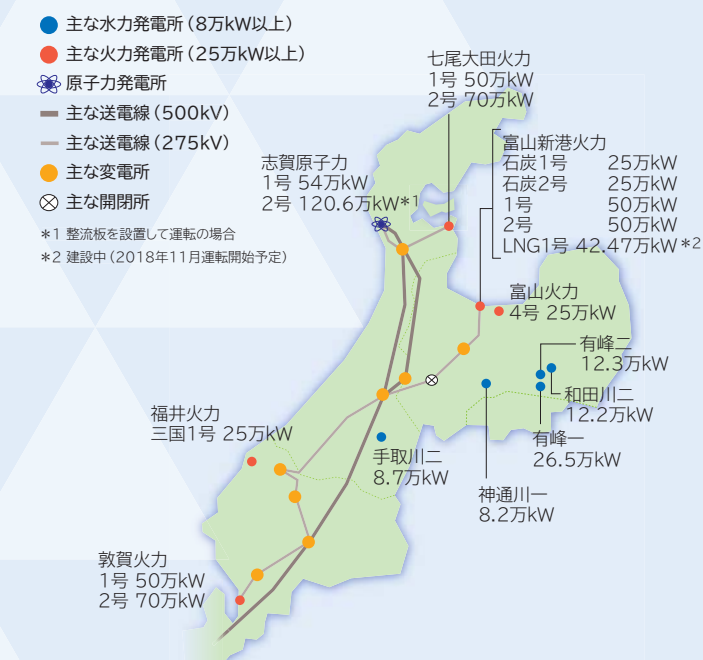 主な水力発電所（8万kW以上）
主な火力発電所（25万kW以上）
原子力発電所
主な送電線（500kV）
主な送電線（275kV）
主な変電所
主な開閉所
＊1 整流板を設置して運転の場合
＊2 建設中（2018年11月運転開始予定）
七尾大田火力
1号 50万kW
2号 70万kW
志賀原子力
1号 54万kW
2号 120.6万kW＊1
富山新港火力
石炭1号 25万kW
石炭2号 25万kW
1号 50万kW
2号 50万kW
LNG1号 42.47万kW＊2
富山火力
4号 25万kW
有峰二
12.3万kW
和田川二
12.2万kW
有峰一
26.5万kW
神通川一
8.2万kW
手取川二
8.7万kW
福井火力
三国1号 25万kW
敦賀火力
1号 50万kW
2号 70万kW